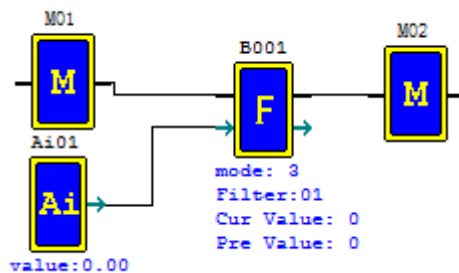 M01
M
B001
F
M02
M
Ai01
Ai
value:0.00
mode: 3
Filter:01
Cur Value: 0
Pre Value: 0